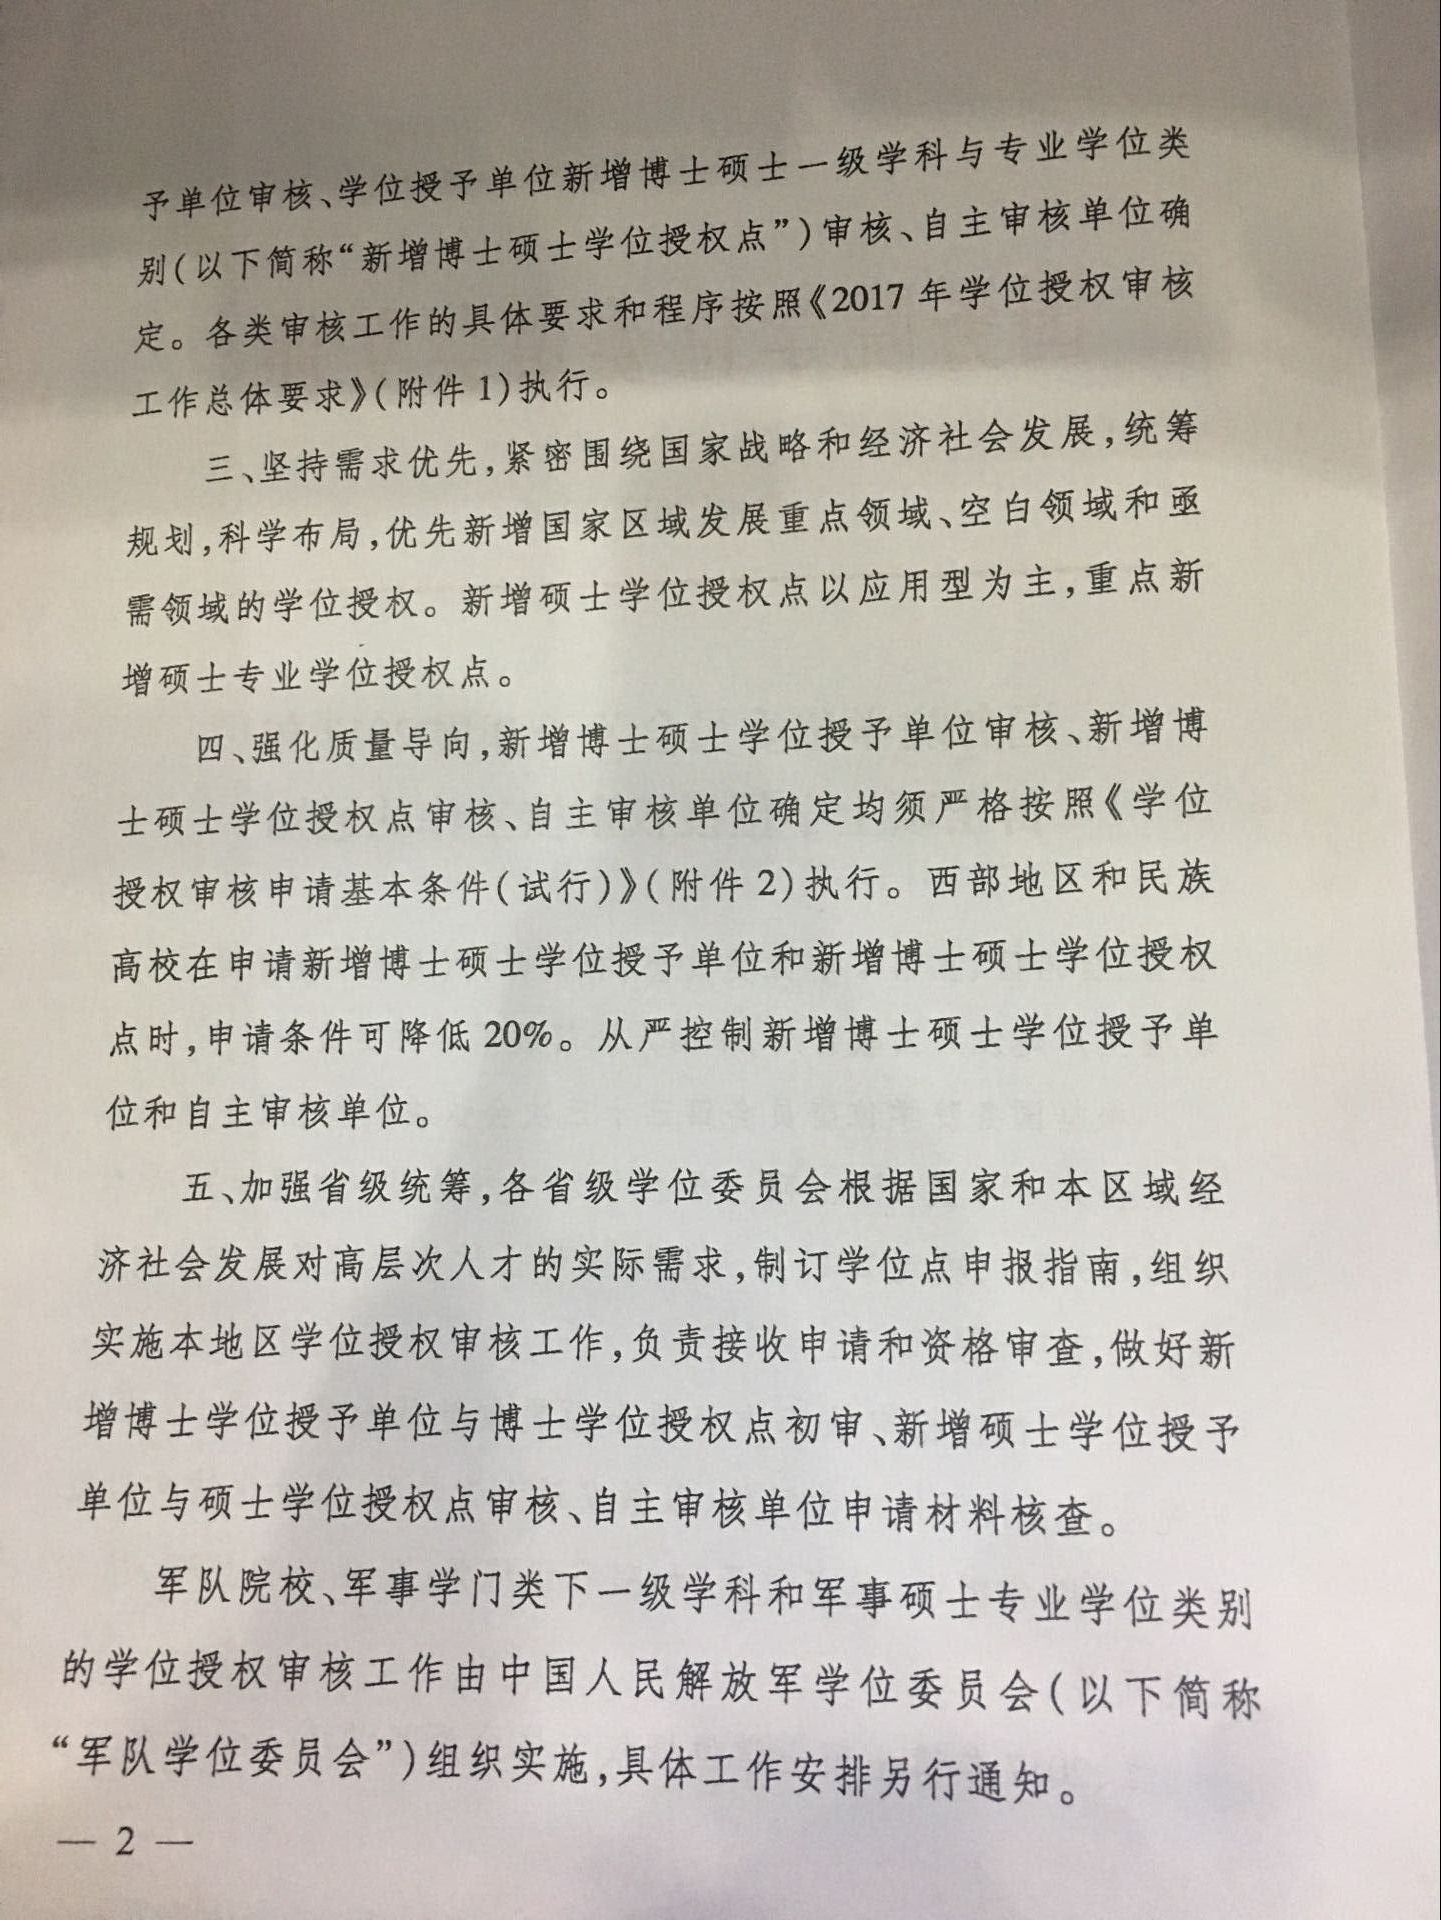 予单位审核、学位授予单位新增博士硕士一级学科与专业学位类
别(以下简称“新增博士硕士学位授权点”)审核、自主审核单位确
定。各类审核工作的具体要求和程序按照《2017年学位授权审核
工作总体要求》(附件1)执行。
三、坚持需求优先,紧密围绕国家战略和经济社会发展,统筹
规划,科学布局,优先新增国家区域发展重点领域、空白领域和亟
需领域的学位授权。新增硕士学位授权点以应用型为主,重点新
增硕士专业学位授权点。
四、强化质量导向,新增博士硕士学位授予单位审核、新增博
士硕士学位授权点审核、自主审核单位确定均须严格按照《学位
授权审核申请基本条件(试行)》(附件2)执行。西部地区和民族
高校在申请新增博士硕士学位授予单位和新增博士硕士学位授权
点时,申请条件可降低20%。从严控制新增博士硕士学位授予单
位和自主审核单位。
五、加强省级统筹,各省级学位委员会根据国家和本区域经
济社会发展对高层次人才的实际需求,制订学位点申报指南,组织
实施本地区学位授权审核工作,负责接收申请和资格审查,做好新
增博士学位授予单位与博士学位授权点初审、新增硕士学位授予
单位与硕士学位授权点审核、自主审核单位申请材料核查。
军队院校、军事学门类下一级学科和军事硕士专业学位类别
的学位授权审核工作由中国人民解放军学位委员会(以下简称
“军队学位委员会”)组织实施,具体工作安排另行通知。
— 2 —